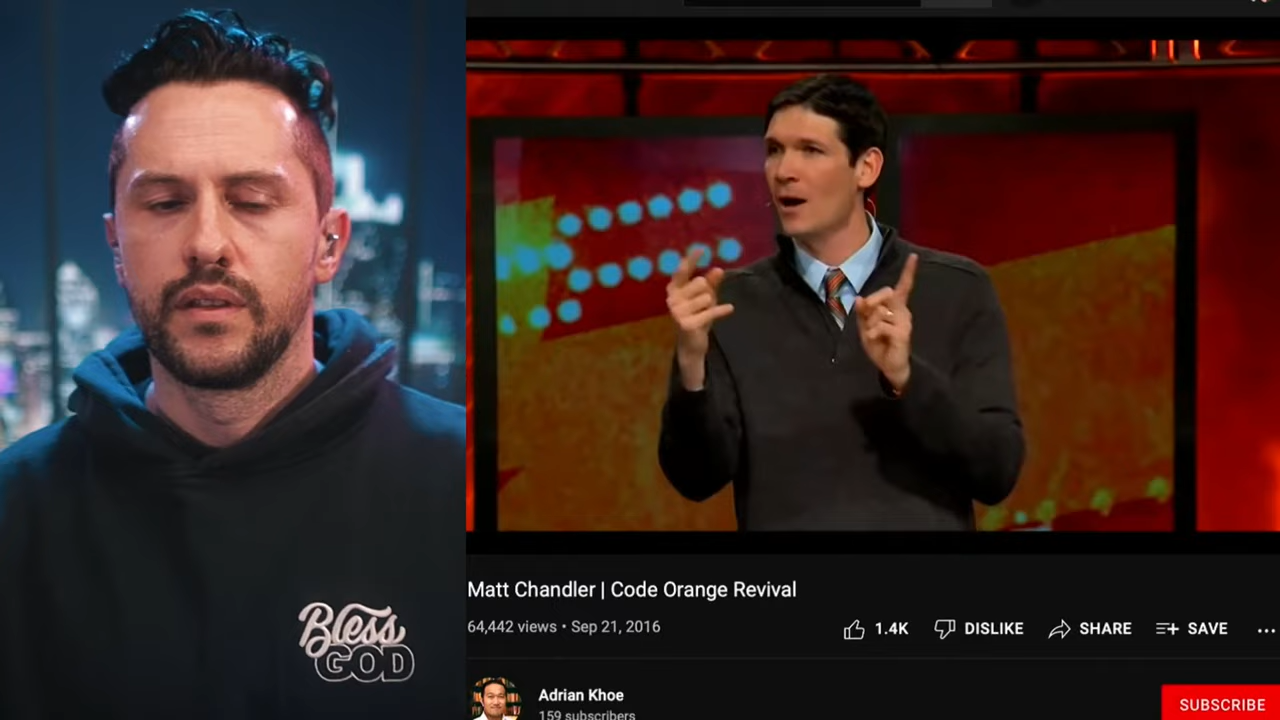 Bless
GOD
Matt Chandler | Code Orange Revival
64,442 views • Sep 21, 2016
1.4K
DISLIKE
SHARE
SAVE
Adrian Khoe
159 subscribers
SUBSCRIBE